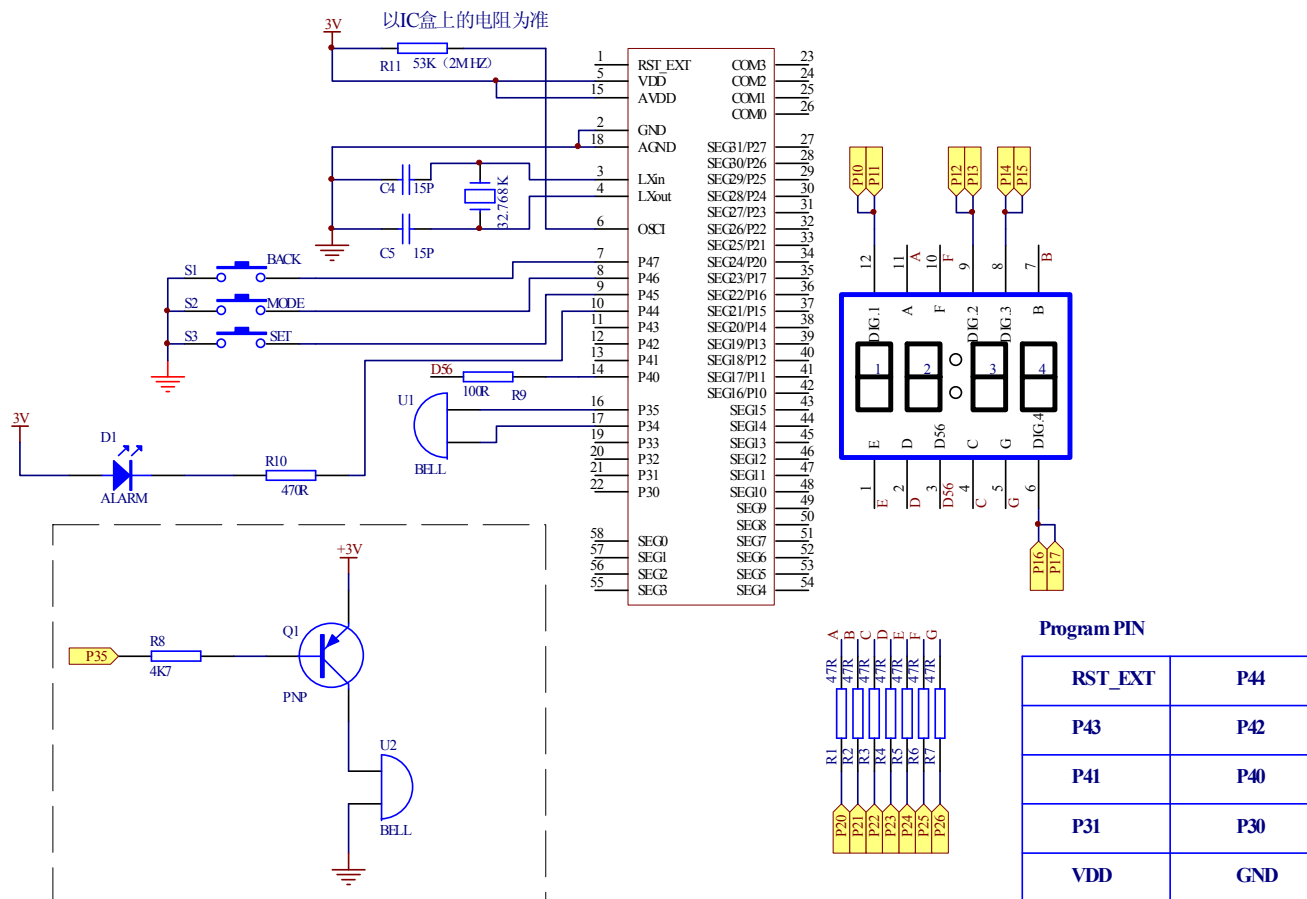 以IC盒上的电阻为准
3V
R11 53K（2MHZ）
C4 15P
C5 15P
32.768K
S1 BACK
S2 MODE
S3 SET
D56
100R R9
U1
BELL
3V
D1
ALARM
R10
470R
1 RST_EXT
5 VDD
15 AVDD
2 GND
18 AGND
3 LXin
4 LXout
6 OSCI
7 P47
8 P46
9 P45
10 P44
11 P43
12 P42
13 P41
14 P40
16 P35
17 P34
19 P33
20 P32
21 P31
22 P30
58 SEG0
57 SEG1
56 SEG2
55 SEG3
COM3 23
COM2 24
COM1 25
COM0 26
SEG31/P27 27
SEG30/P26 28
SEG29/P25 29
SEG28/P24 30
SEG27/P23 31
SEG26/P22 32
SEG25/P21 33
SEG24/P20 34
SEG23/P17 35
SEG22/P16 36
SEG21/P15 37
SEG20/P14 38
SEG19/P13 39
SEG18/P12 40
SEG17/P11 41
SEG16/P10 42
SEG15 43
SEG14 44
SEG13 45
SEG12 46
SEG11 47
SEG10 48
SEG9 49
SEG8 50
SEG7 51
SEG6 52
SEG5 53
SEG4 54
P10 P11 P12 P13 P14 P15
12 11 10 9 8 7
A F B
DIG.1 A F DIG.2 DIG.3 B
1 2 3 4
E D D56 C G DIG.4
1 2 3 4 5 6
E D D56 C G
P16 P17
+3V
P35
R8
4K7
Q1
PNP
U2
BELL
A B C D E F G
47R 47R 47R 47R 47R 47R 47R
R1 R2 R3 R4 R5 R6 R7
P20 P21 P22 P23 P24 P25 P26
Program PIN
RST_EXT P44
P43 P42
P41 P40
P31 P30
VDD GND